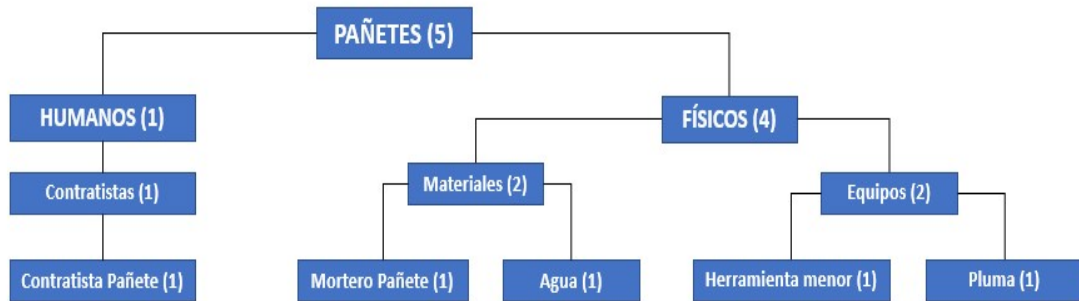 PAÑETES (5)
HUMANOS (1)
FÍSICOS (4)
Contratistas (1)
Materiales (2)
Equipos (2)
Contratista Pañete (1)
Mortero Pañete (1)
Agua (1)
Herramienta menor (1)
Pluma (1)